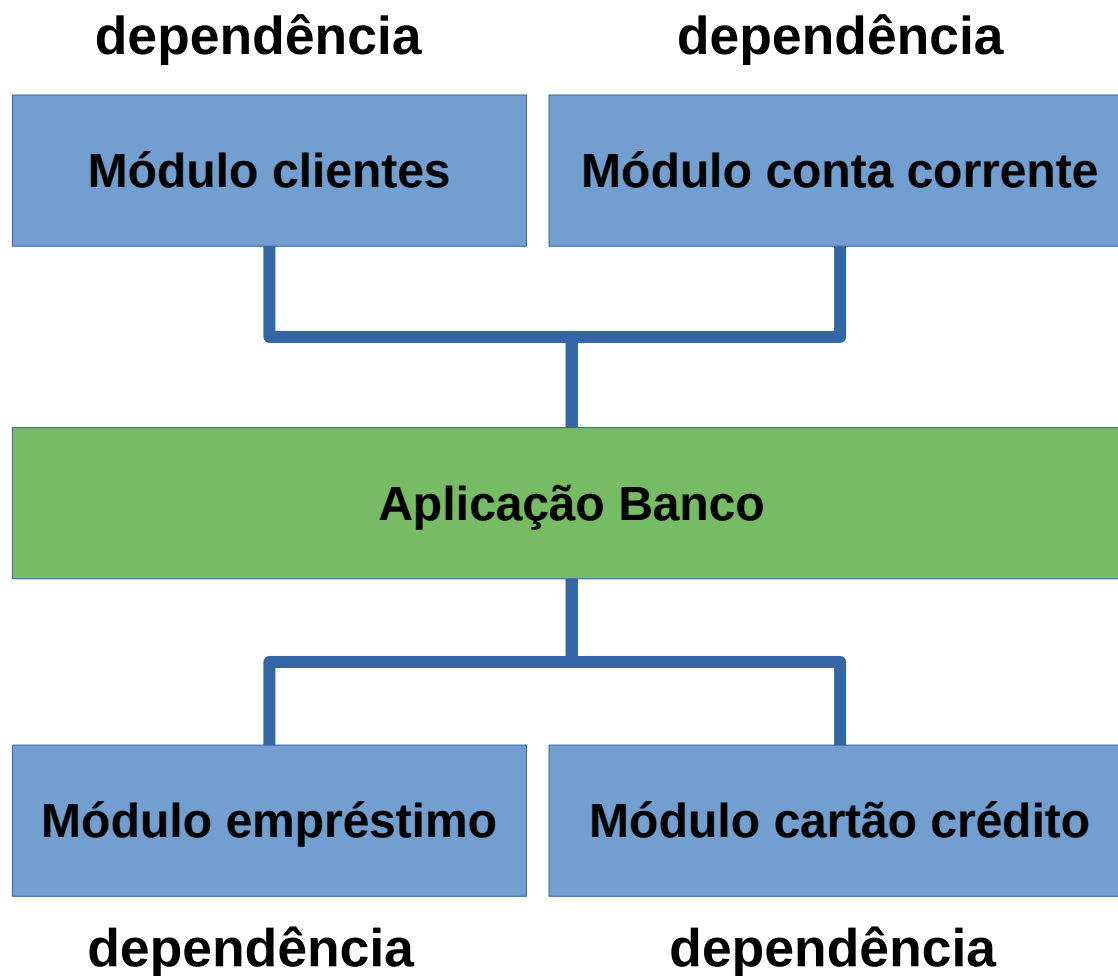 dependência
dependência
Módulo clientes
Módulo conta corrente
Aplicação Banco
Módulo empréstimo
Módulo cartão crédito
dependência
dependência